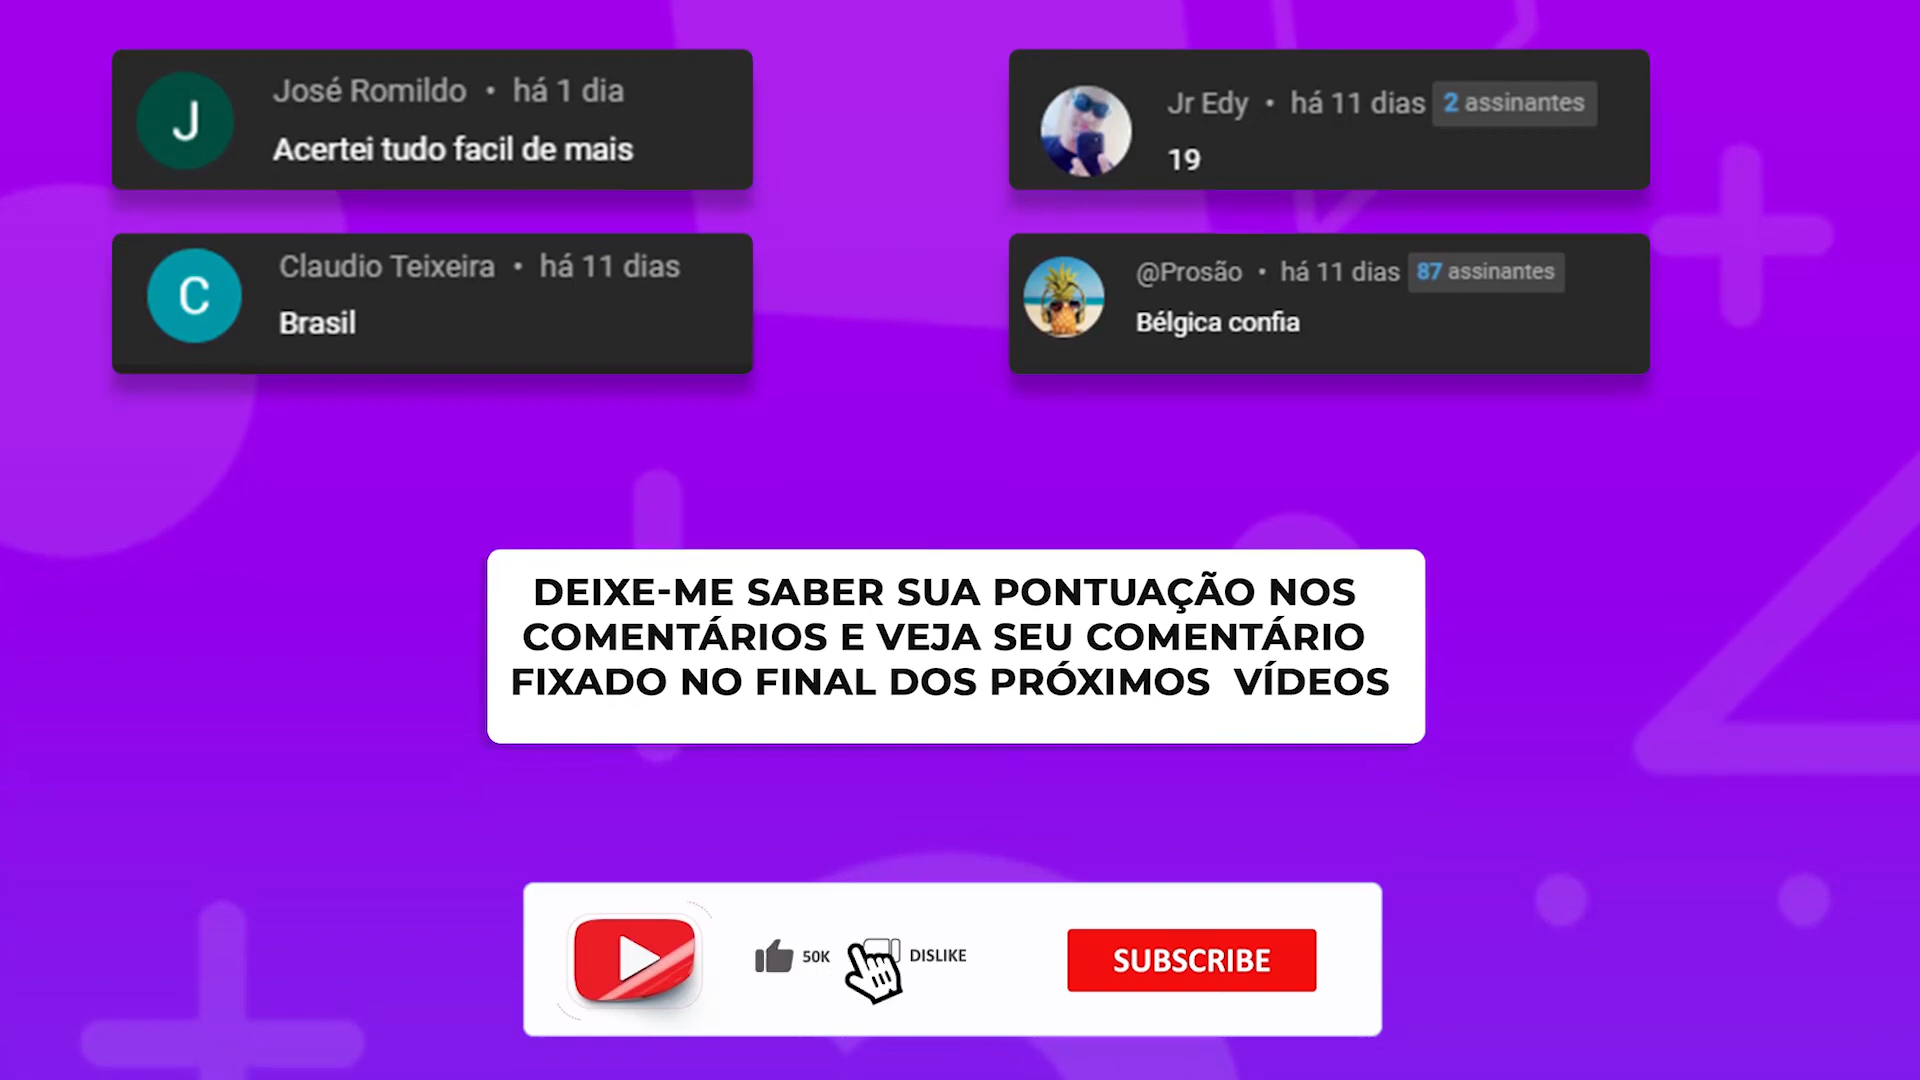 J
José Romildo • há 1 dia
Acertei tudo facil de mais
Jr Edy • há 11 dias 2 assinantes
19
C
Claudio Teixeira • há 11 dias
Brasil
@Prosão • há 11 dias 87 assinantes
Bélgica confia
DEIXE-ME SABER SUA PONTUAÇÃO NOS
COMENTÁRIOS E VEJA SEU COMENTÁRIO
FIXADO NO FINAL DOS PRÓXIMOS VÍDEOS
50K DISLIKE SUBSCRIBE